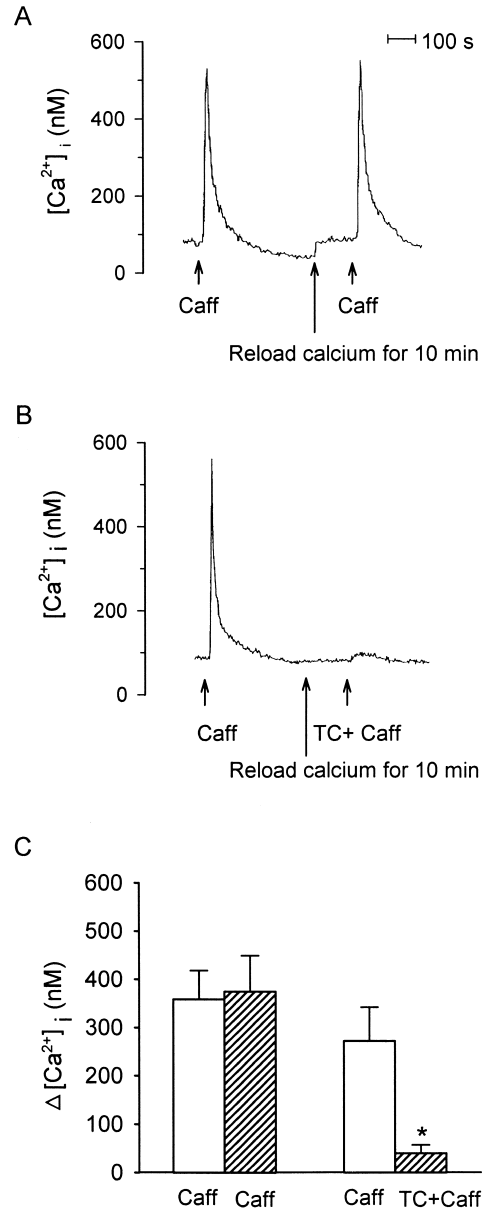 A
600
400
200
0
[Ca2+] i (nM)
100 s
Caff
Caff
Reload calcium for 10 min
B
600
400
200
0
[Ca2+] i (nM)
Caff
TC+ Caff
Reload calcium for 10 min
C
600
500
400
300
200
100
0
Δ [Ca2+] i (nM)
*
Caff
Caff
Caff
TC+Caff